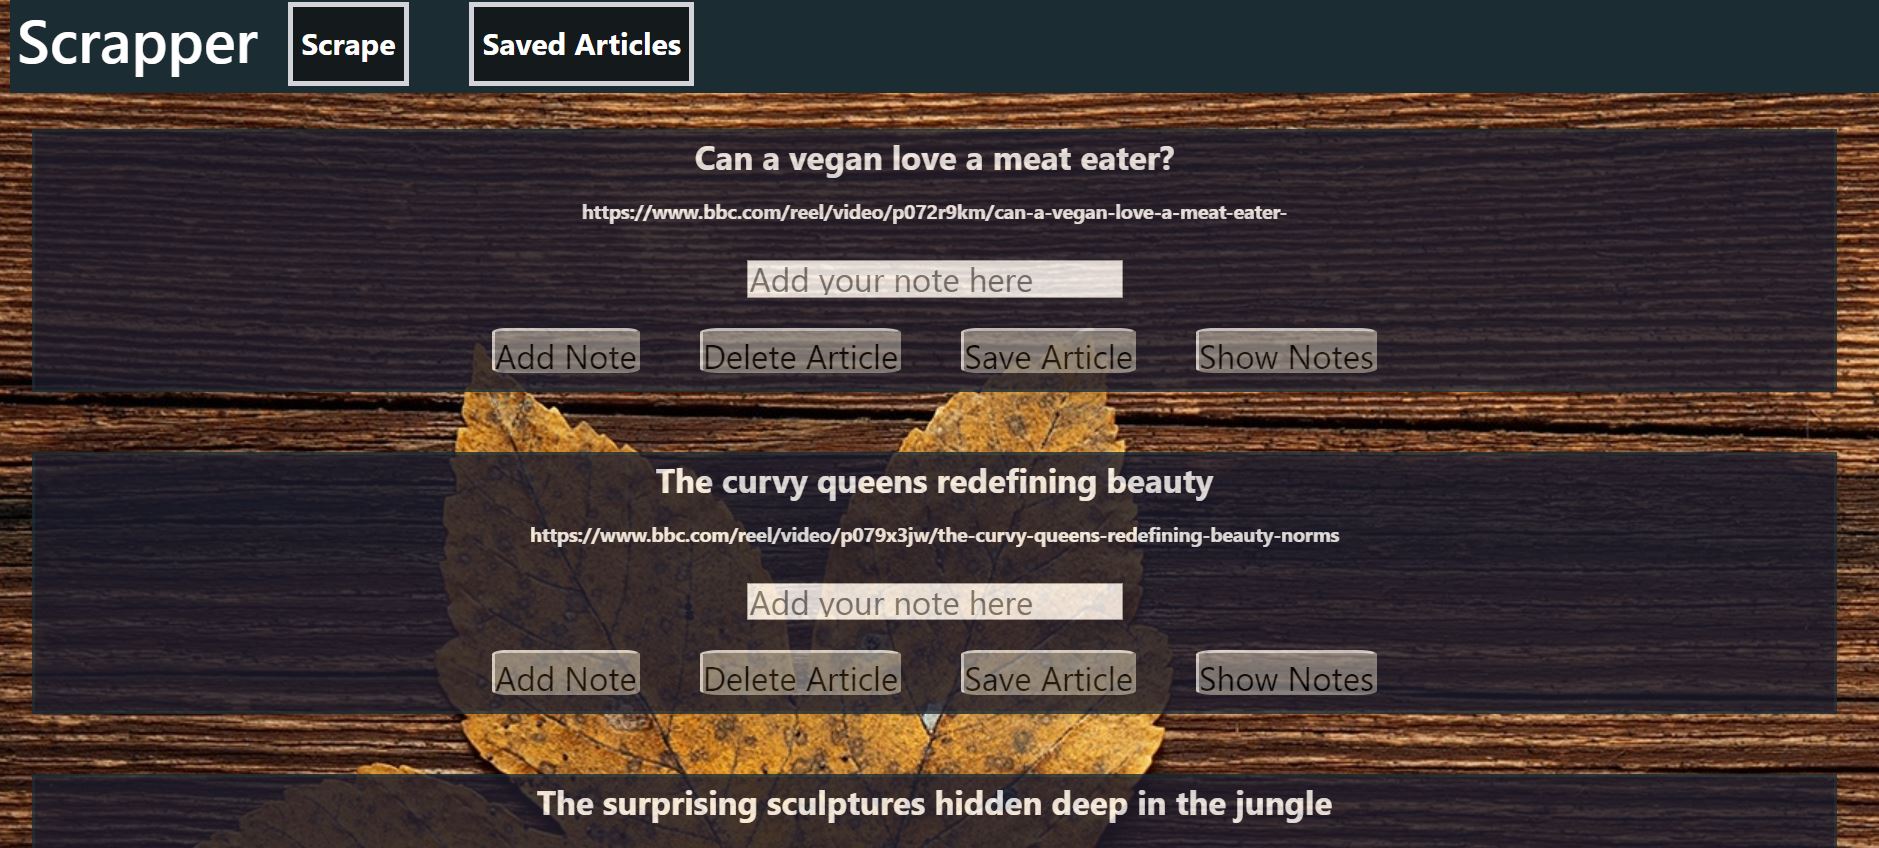 Scrapper Scrape Saved Articles
Can a vegan love a meat eater?
https://www.bbc.com/reel/video/p072r9km/can-a-vegan-love-a-meat-eater-
Add your note here
Add Note Delete Article Save Article Show Notes
The curvy queens redefining beauty
https://www.bbc.com/reel/video/p079x3jw/the-curvy-queens-redefining-beauty-norms
Add your note here
Add Note Delete Article Save Article Show Notes
The surprising sculptures hidden deep in the jungle